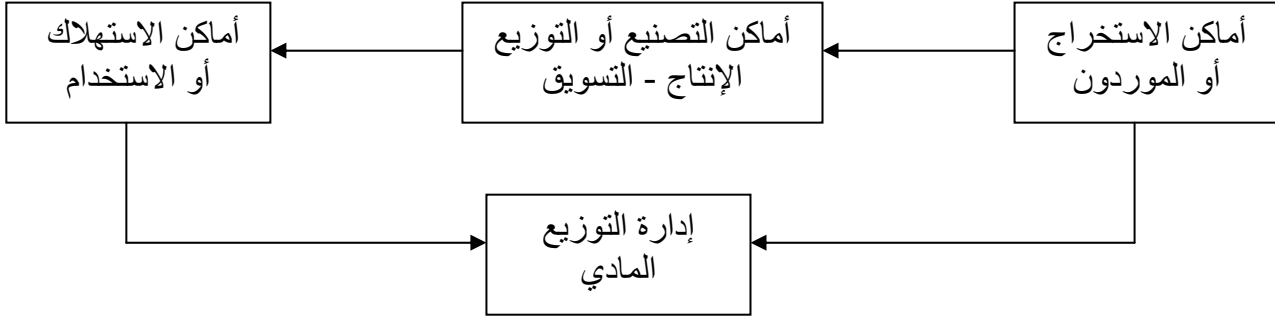 أماكن الاستخراج
أو الموردون
أماكن التصنيع أو التوزيع
الإنتاج - التسويق
أماكن الاستهلاك
أو الاستخدام
إدارة التوزيع
المادي